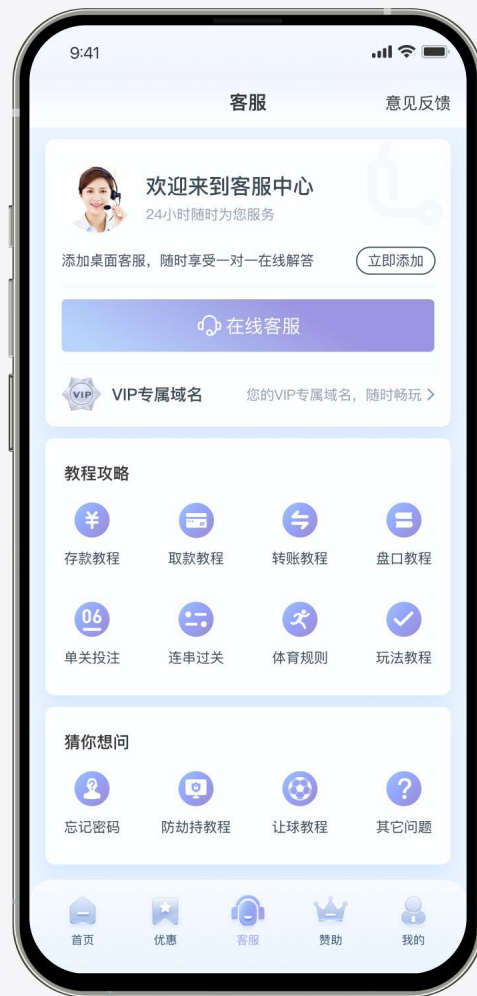 9:41
客服
意见反馈
欢迎来到客服中心
24小时随时为您服务
添加桌面客服，随时享受一对一在线解答
立即添加
在线客服
VIP
VIP专属域名
您的VIP专属域名，随时畅玩
教程攻略
¥
存款教程
取款教程
转账教程
盘口教程
06
单关投注
连串过关
体育规则
玩法教程
猜你想问
?
忘记密码
防劫持教程
让球教程
?
其它问题
首页
优惠
客服
赞助
我的